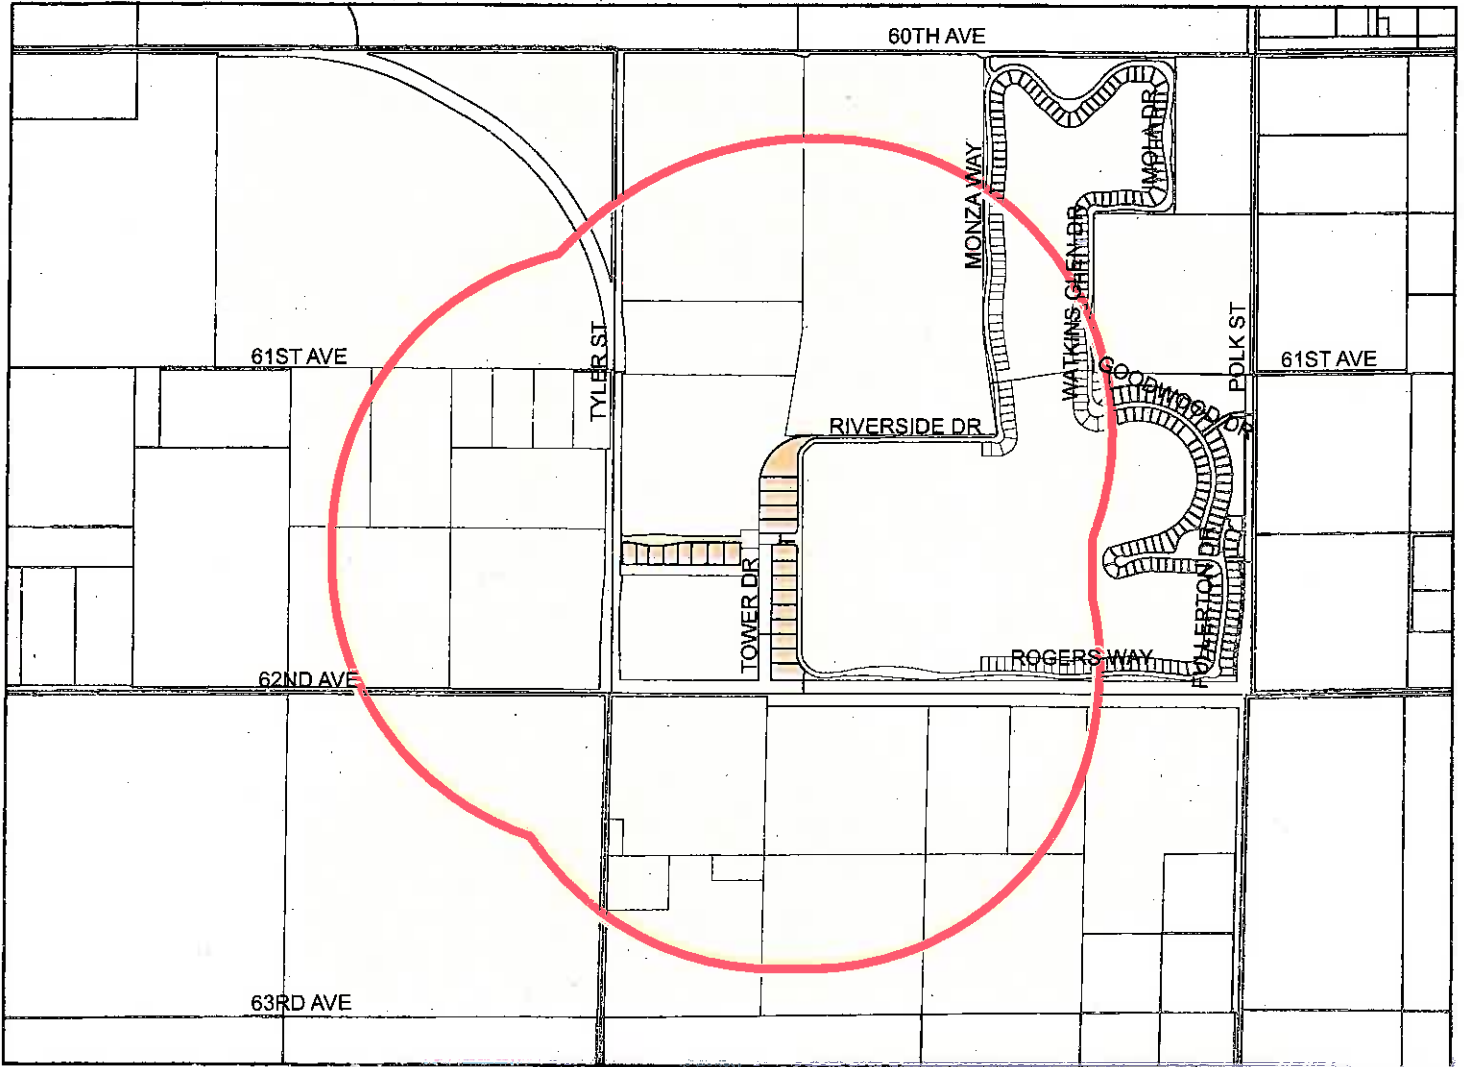 60TH AVE
IMOLA DR
MONZA WAY
WATKINS GLEN DR
POLK ST
61ST AVE
TYLER ST
61ST AVE
GOODWOOD DR
RIVERSIDE DR
TOWER DR
FULLERTON DR
ROGERS WAY
62ND AVE
63RD AVE